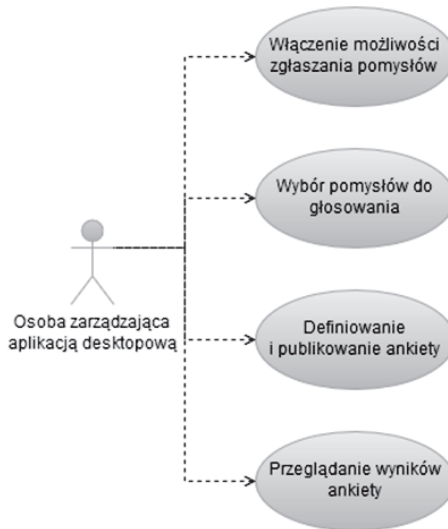 Włączenie możliwości
zgłaszania pomysłów
Wybór pomysłów do
głosowania
Osoba zarządzająca
aplikacją desktopową
Definiowanie
i publikowanie ankiety
Przeglądanie wyników
ankiety